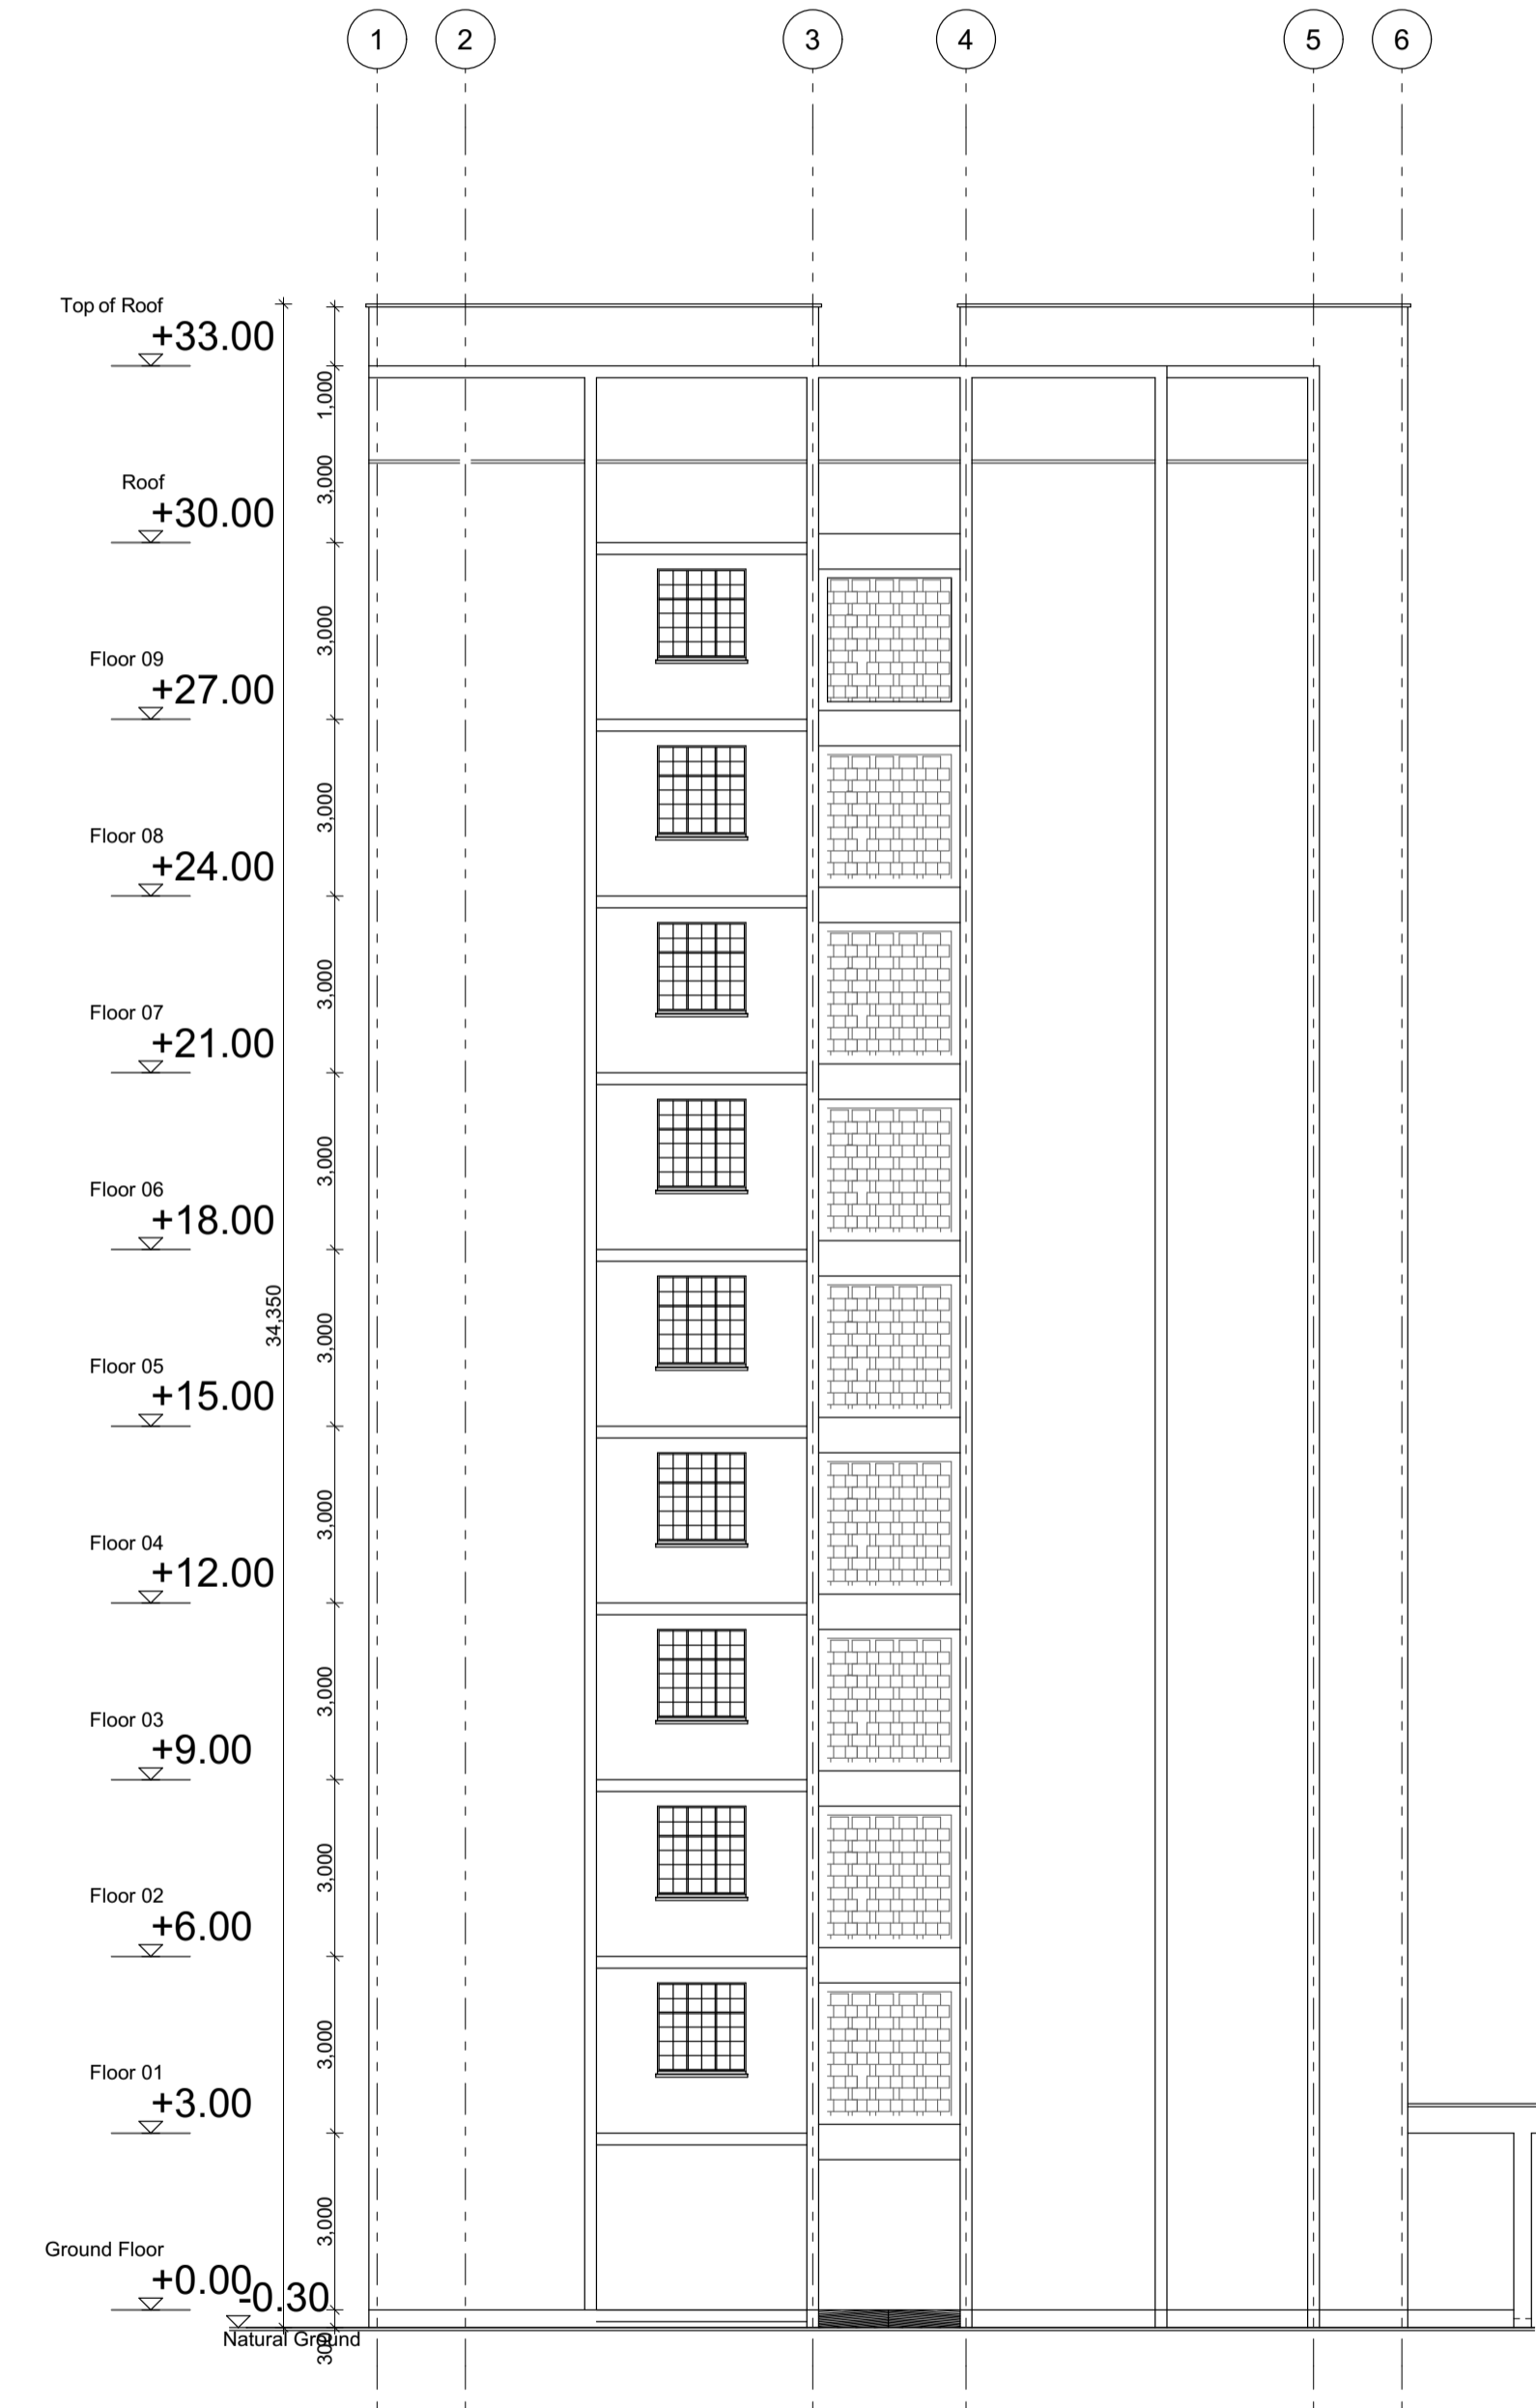 1 2 3 4 5 6
Top of Roof
+33.00
1,000
3,000
Roof
+30.00
3,000
Floor 09
+27.00
3,000
Floor 08
+24.00
3,000
Floor 07
+21.00
3,000
Floor 06
+18.00
34,350
3,000
Floor 05
+15.00
3,000
Floor 04
+12.00
3,000
Floor 03
+9.00
3,000
Floor 02
+6.00
3,000
Floor 01
+3.00
3,000
Ground Floor
+0.00
-0.30
Natural Ground
300